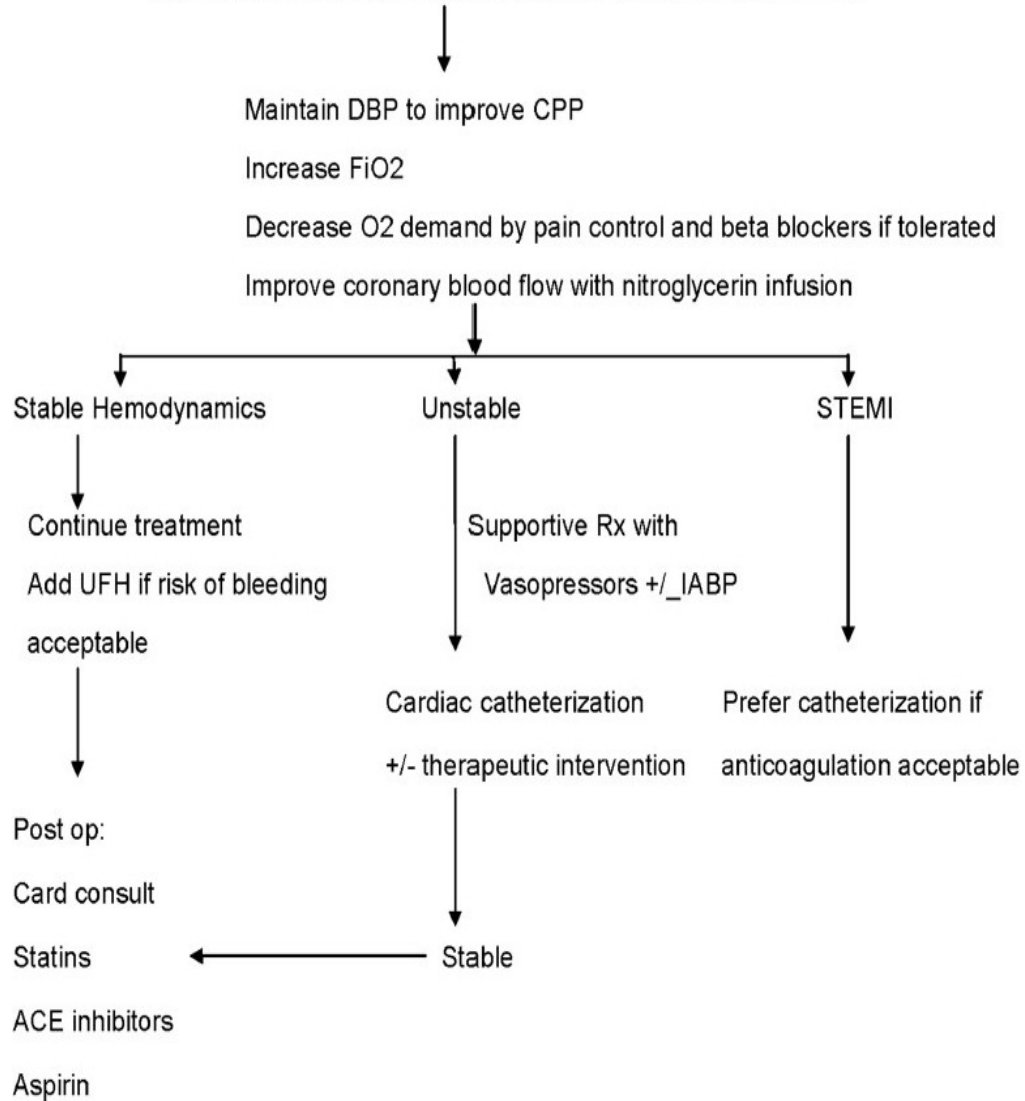 Maintain DBP to improve CPP
Increase FiO2
Decrease O2 demand by pain control and beta blockers if tolerated
Improve coronary blood flow with nitroglycerin infusion
Stable Hemodynamics
Unstable
STEMI
Continue treatment
Add UFH if risk of bleeding
acceptable
Supportive Rx with
Vasopressors +/_IABP
Cardiac catheterization
+/- therapeutic intervention
Prefer catheterization if
anticoagulation acceptable
Post op:
Card consult
Statins
ACE inhibitors
Aspirin
Stable